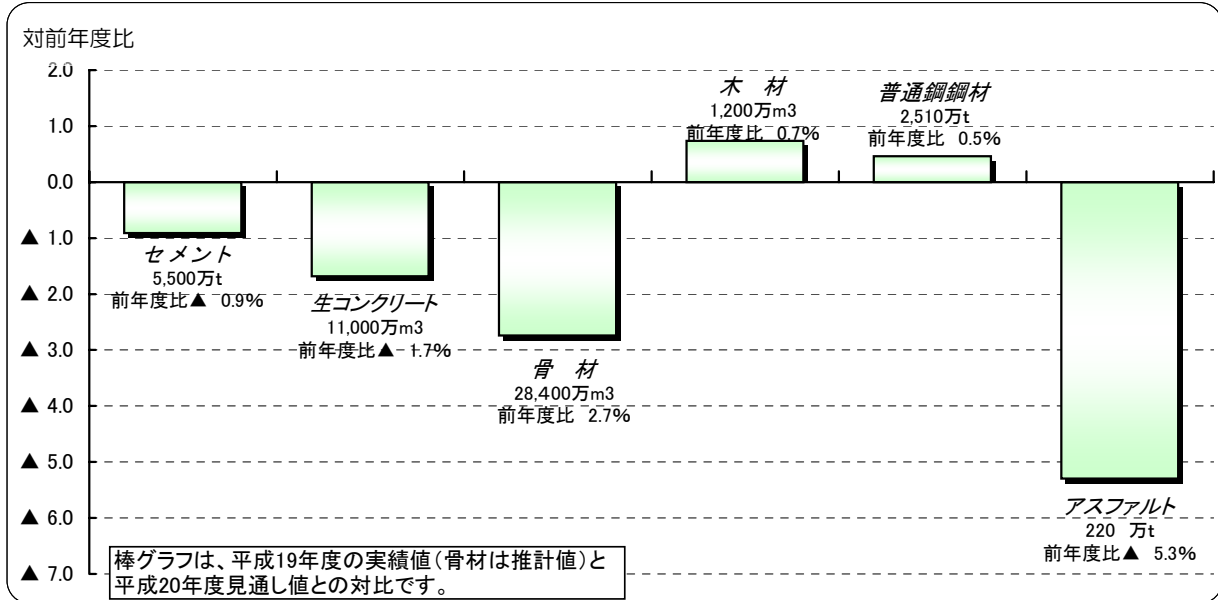 対前年度比
2.0
1.0
0.0
▲ 1.0
▲ 2.0
▲ 3.0
▲ 4.0
▲ 5.0
▲ 6.0
▲ 7.0
セメント
5,500万t
前年度比▲ 0.9%
生コンクリート
11,000万m3
前年度比▲ 1.7%
骨 材
28,400万m3
前年度比 2.7%
木 材
1,200万m3
前年度比 0.7%
普通鋼鋼材
2,510万t
前年度比 0.5%
アスファルト
220 万t
前年度比▲ 5.3%
棒グラフは、平成19年度の実績値(骨材は推計値)と
平成20年度見通し値との対比です。